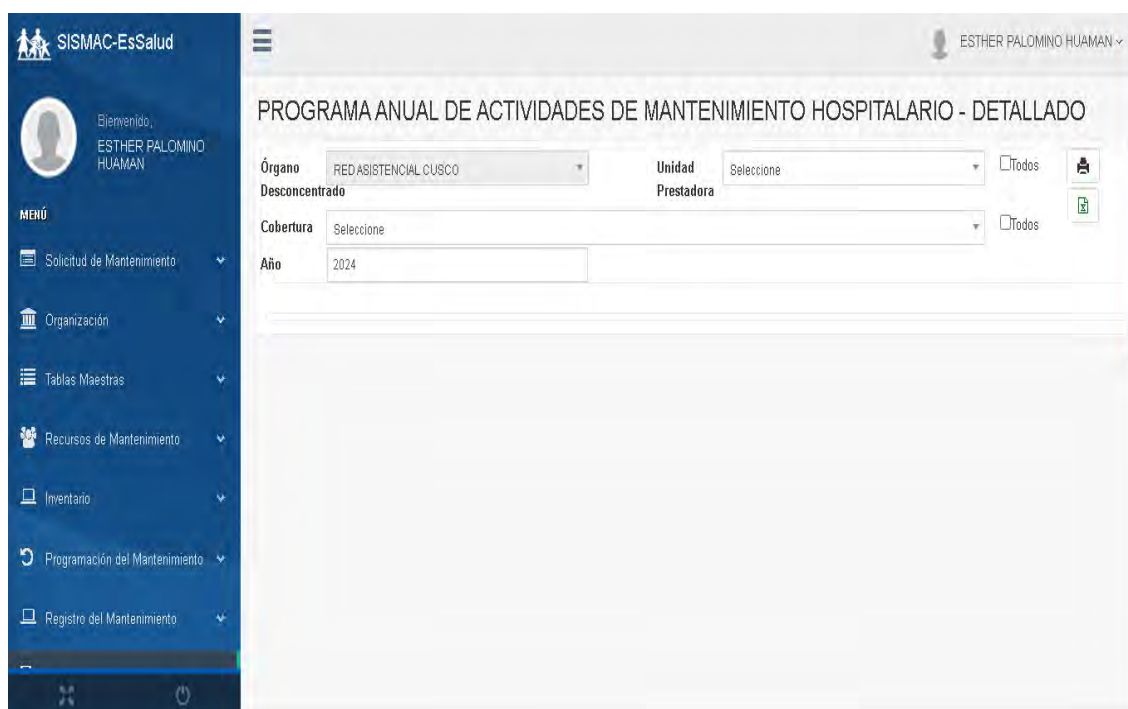 SISMAC-EsSalud
ESTHER PALOMINO HUAMAN
Bienvenido,
ESTHER PALOMINO
HUAMAN
MENÚ
Solicitud de Mantenimiento
Organización
Tablas Maestras
Recursos de Mantenimiento
Inventario
Programación del Mantenimiento
Registro del Mantenimiento
PROGRAMA ANUAL DE ACTIVIDADES DE MANTENIMIENTO HOSPITALARIO - DETALLADO
Órgano
Desconcentrado
RED ASISTENCIAL CUSCO
Unidad
Prestadora
Seleccione
Todos
Cobertura
Seleccione
Todos
Año
2024